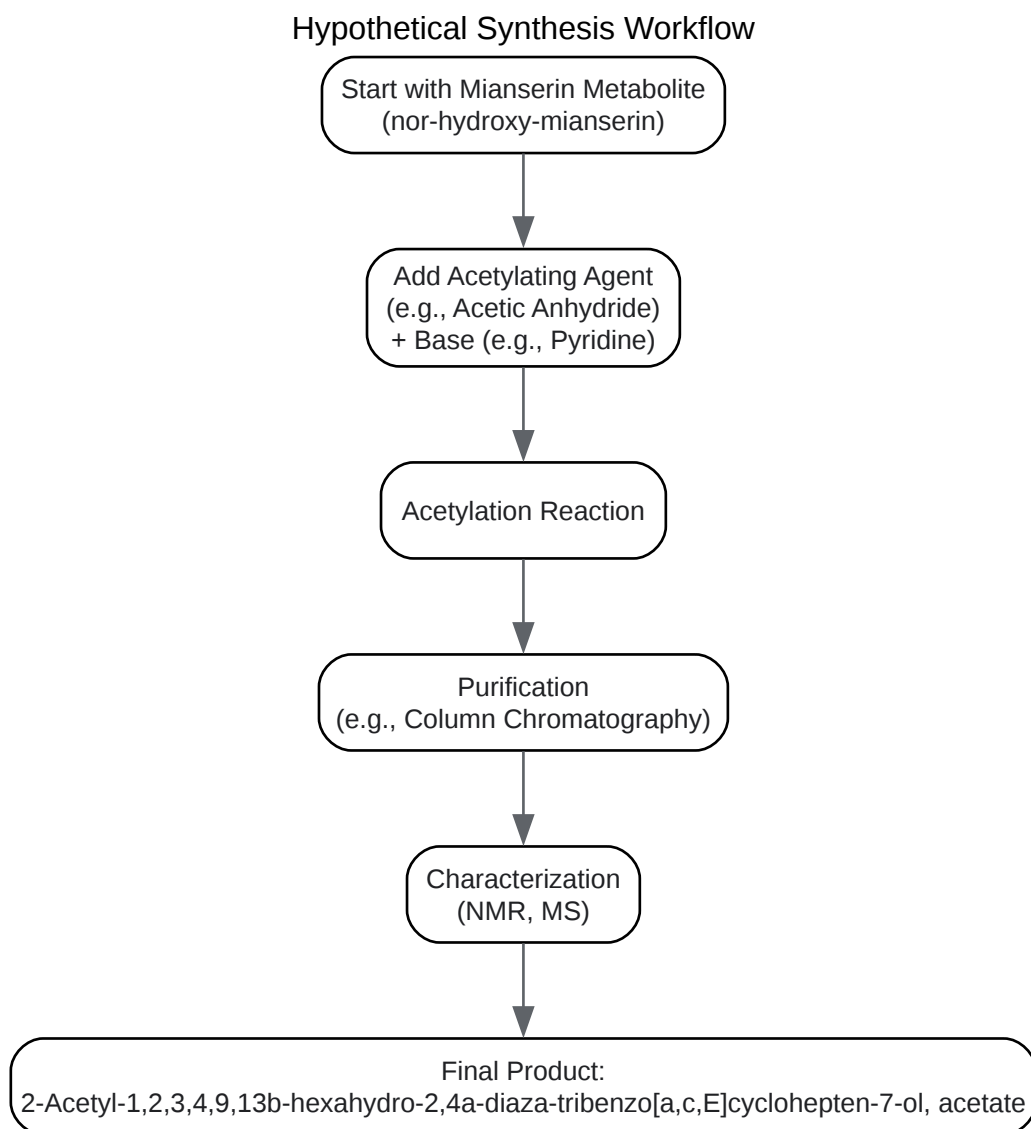 Hypothetical Synthesis Workflow
Start with Mianserin Metabolite
(nor-hydroxy-mianserin)
Add Acetylating Agent
(e.g., Acetic Anhydride)
+ Base (e.g., Pyridine)
Acetylation Reaction
Purification
(e.g., Column Chromatography)
Characterization
(NMR, MS)
Final Product:
2-Acetyl-1,2,3,4,9,13b-hexahydro-2,4a-diaza-tribenzo[a,c,E]cyclohepten-7-ol, acetate